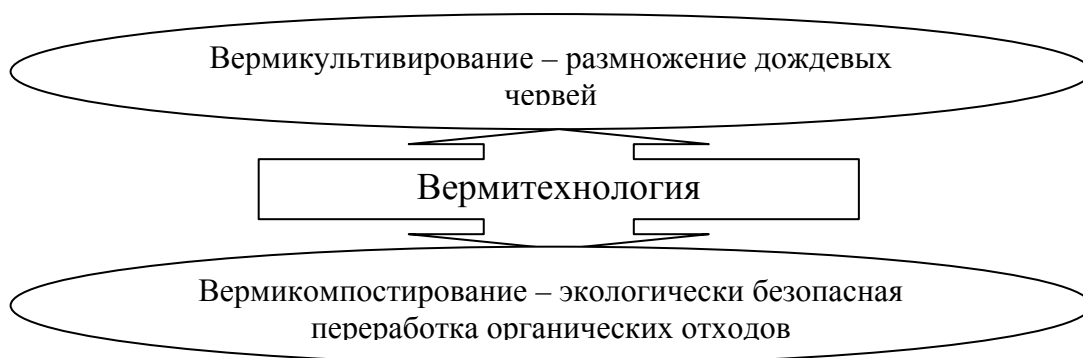 Вермикультивирование – размножение дождевых
червей
Вермитехнология
Вермикомпостирование – экологически безопасная
переработка органических отходов